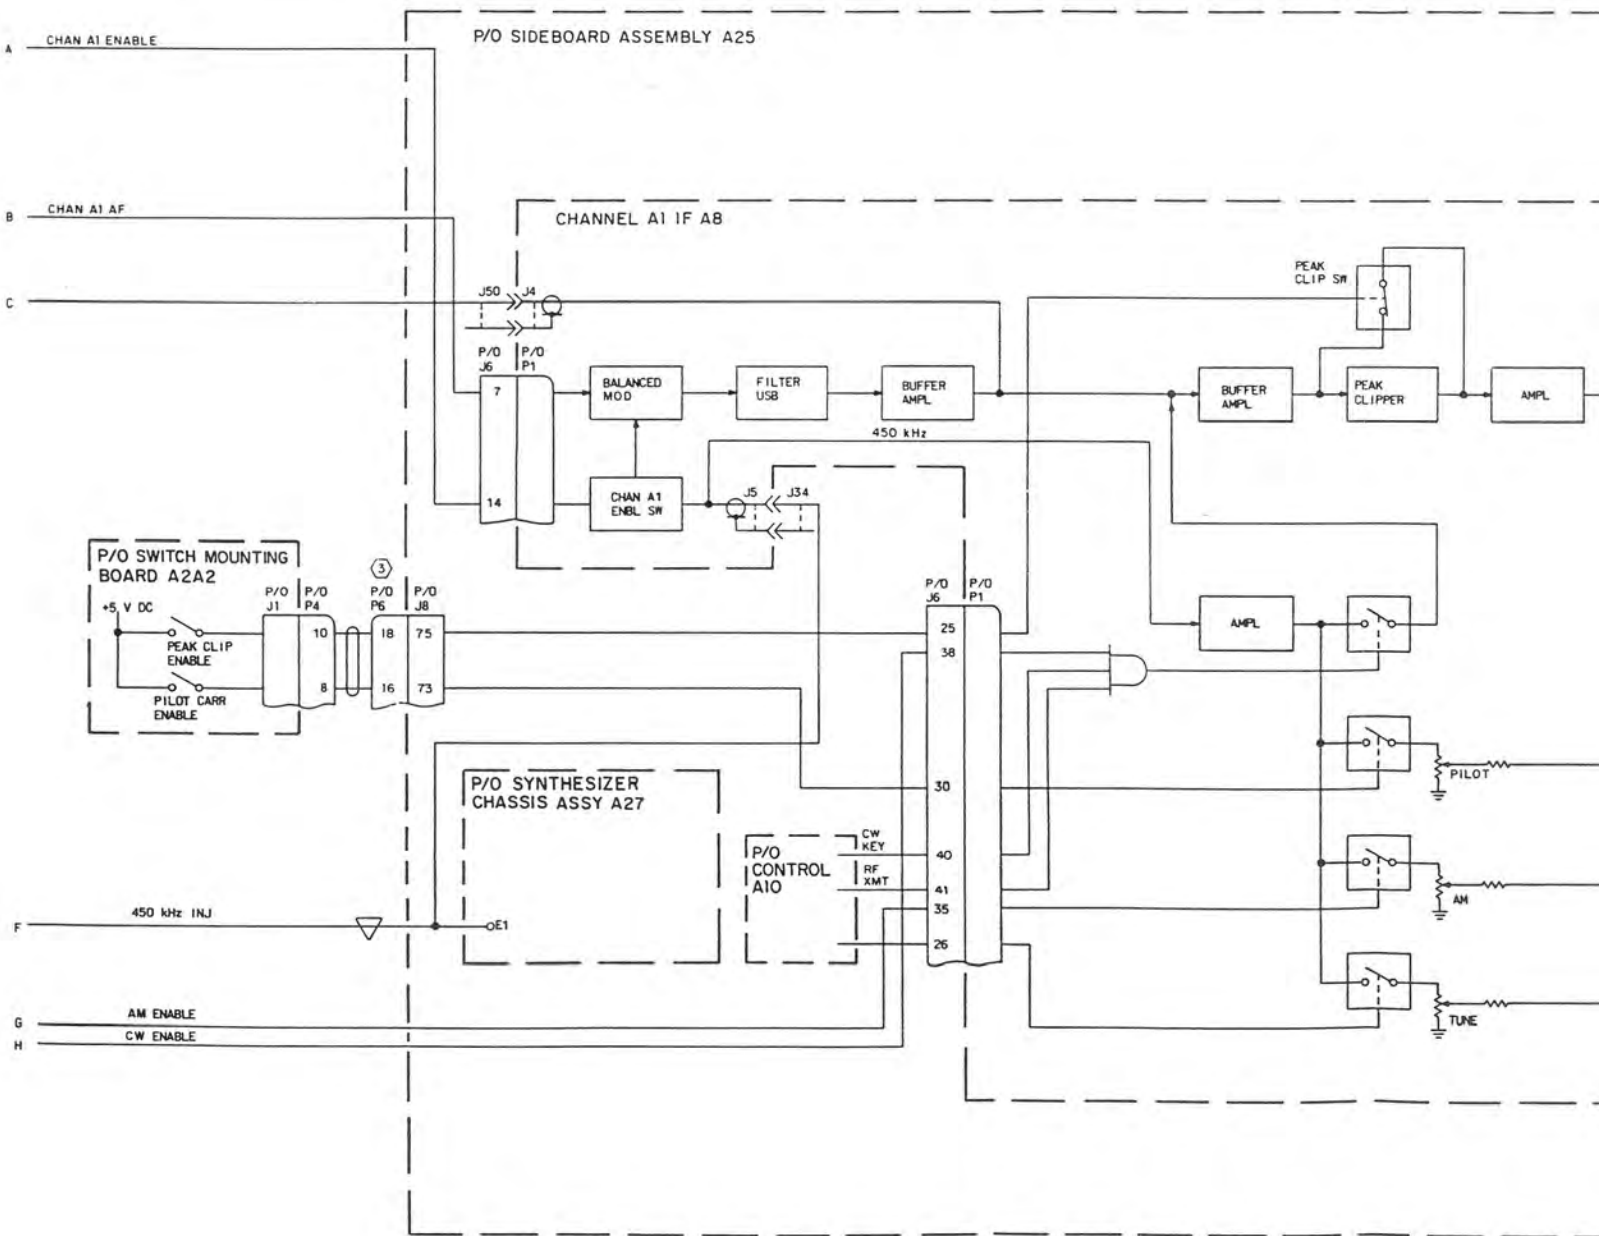 P/O SIDEBOARD ASSEMBLY A25
A CHAN A1 ENABLE
B CHAN A1 AF
CHANNEL A1 IF A8
C
J50 J4
PEAK
CLIP SW
P/O P/O
J6 P1
7
BALANCED
MOD
FILTER
USB
BUFFER
AMPL
BUFFER
AMPL
PEAK
CLIPPER
AMPL
450 kHz
14
CHAN A1
ENBL SW
J5 J34
P/O SWITCH MOUNTING
BOARD A2A2
+5 V DC
P/O P/O
J1 P4
3
P/O P/O
P6 J8
10 18 75
PEAK CLIP
ENABLE
8 16 73
PILOT CARR
ENABLE
P/O P/O
J6 P1
25
38
30
40
41
35
26
AMPL
PILOT
AM
TUNE
P/O SYNTHESIZER
CHASSIS ASSY A27
P/O
CONTROL
A10
CW
KEY
RF
XMT
F 450 kHz INJ
E1
G AM ENABLE
H CW ENABLE